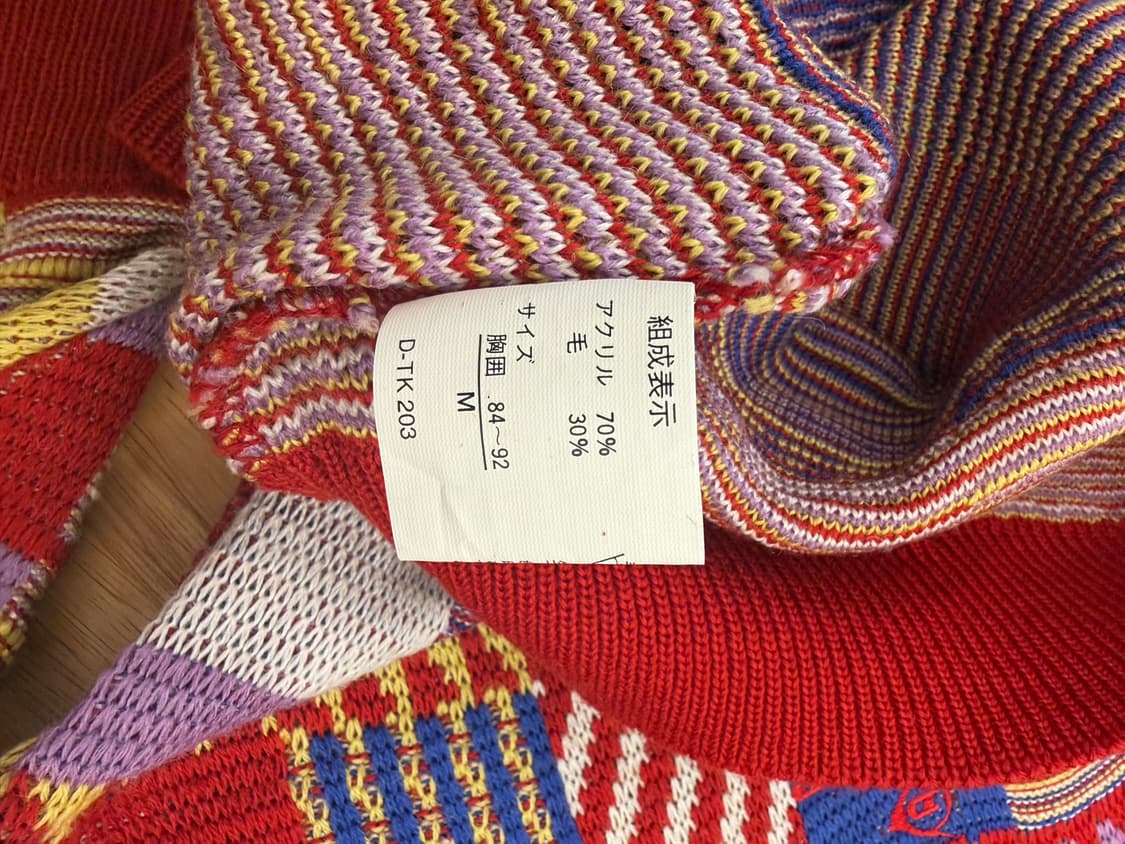 組成表示
アクリル 70%
毛 30%
サイズ
胸囲 84~92
M
D-TK 203